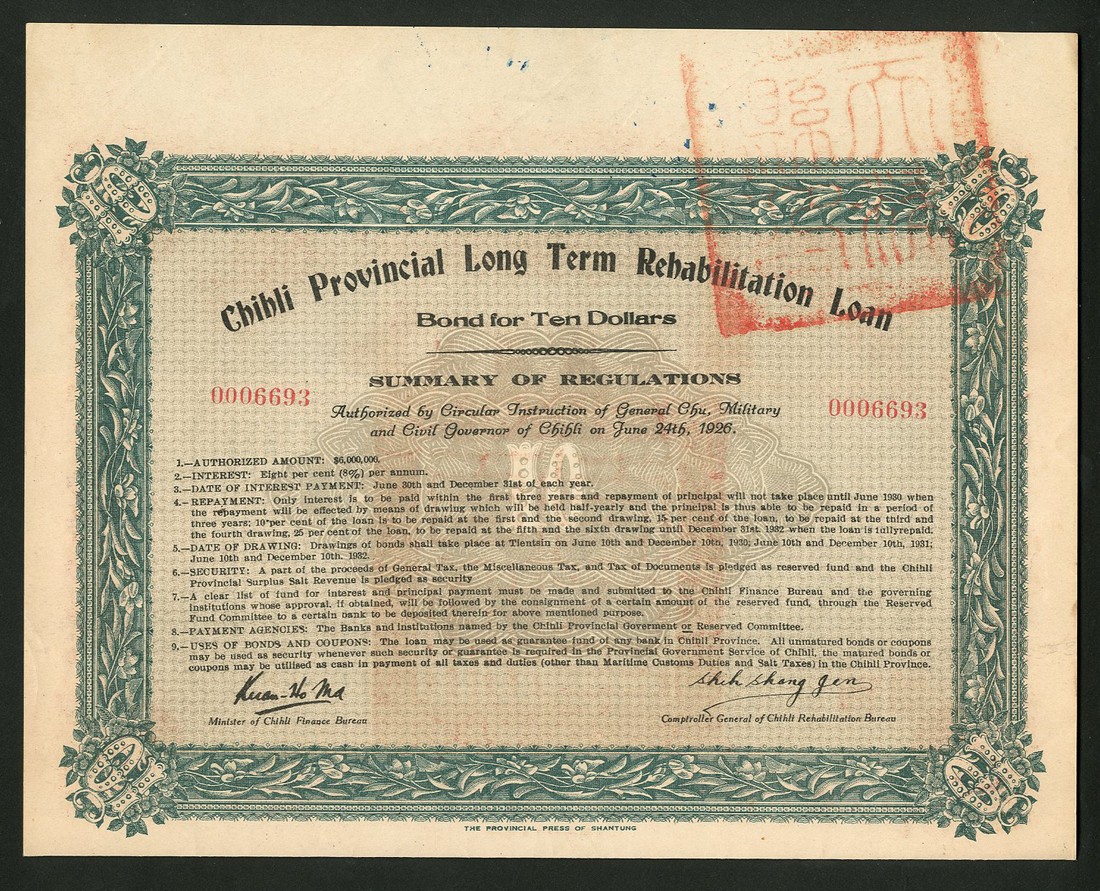 Chihli Provincial Long Term Rehabilitation Loan
Bond for Ten Dollars
SUMMARY OF REGULATIONS
0006693
Authorized by Circular Instruction of General Chu, Military
and Civil Governor of Chihli on June 24th, 1926.
0006693
10
1.—AUTHORIZED AMOUNT: $6,000,000.
2.—INTEREST: Eight per cent (8%) per annum.
3.—DATE OF INTEREST PAYMENT: June 30th and December 31st of each year.
4.—REPAYMENT: Only interest is to be paid within the first three years and repayment of principal will not take place until June 1930 when
the repayment will be effected by means of drawing which will be held half-yearly and the principal is thus able to be repaid in a period of
three years; 10 per cent of the loan is to be repaid at the first and the second drawing, 15 per cent of the loan, to be repaid at the third and
the fourth drawing, 25 per cent of the loan, to be repaid at the fifth and the sixth drawing until December 31st. 1932 when the loan is fullyrepaid.
5.—DATE OF DRAWING: Drawings of bonds shall take place at Tientsin on June 10th and December 10th, 1930; June 10th and December 10th, 1931;
June 10th and December 10th. 1932.
6.—SECURITY: A part of the proceeds of General Tax, the Miscellaneous Tax, and Tax of Documents is pledged as reserved fund and the Chihli
Provincial Surplus Salt Revenue is pledged as security
7.—A clear list of fund for interest and principal payment must be made and submitted to the Chihli Finance Bureau and the governing
institutions whose approval, if obtained, will be followed by the consignment of a certain amount of the reserved fund, through the Reserved
Fund Committee to a certain bank to be deposited therein for above mentioned purpose.
8.—PAYMENT AGENCIES: The Banks and institutions named by the Chihli Provincial Goverment or Reserved Committee.
9.—USES OF BONDS AND COUPONS: The loan may be used as guarantee fund of any bank in Chihli Province. All unmatured bonds or coupons
may be used as security whenever such security or guarantee is required in the Provincial Government Service of Chihli, the matured bonds or
coupons may be utilised as cash in payment of all taxes and duties (other than Maritime Customs Duties and Salt Taxes) in the Chihli Province.
Kuan-Ho Ma
Shih Shang Jen
Minister of Chihli Finance Bureau
Comptroller General of Chihli Rehabilitation Bureau
THE PROVINCIAL PRESS OF SHANTUNG